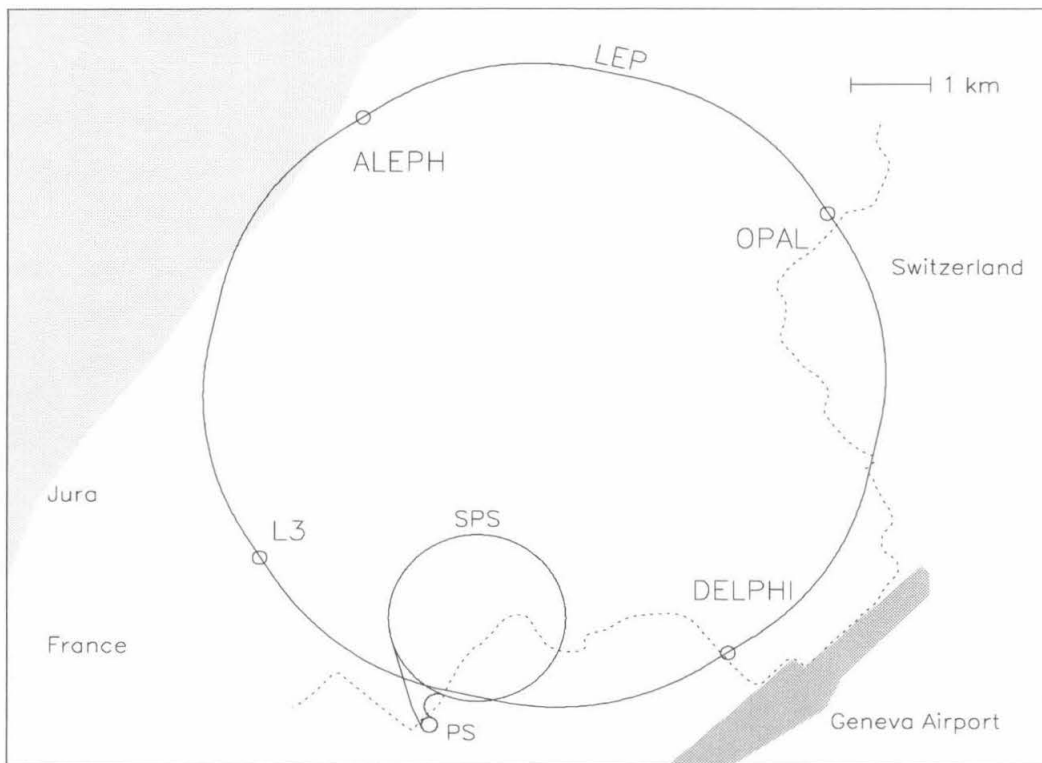 LEP
1 km
ALEPH
OPAL
Switzerland
Jura
L3
SPS
DELPHI
France
PS
Geneva Airport